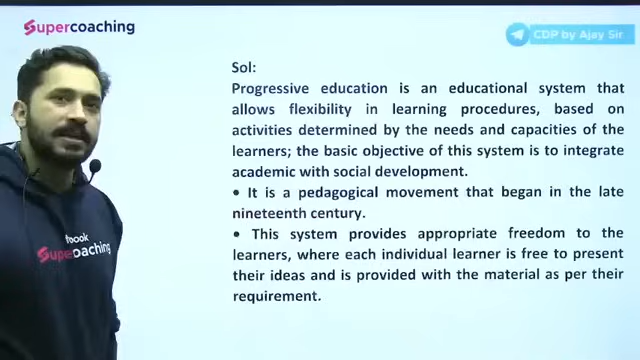 Supercoaching
CDP by Ajay Sir
Sol:
Progressive education is an educational system that
allows flexibility in learning procedures, based on
activities determined by the needs and capacities of the
learners; the basic objective of this system is to integrate
academic with social development.
• It is a pedagogical movement that began in the late
nineteenth century.
• This system provides appropriate freedom to the
learners, where each individual learner is free to present
their ideas and is provided with the material as per their
requirement.
book
Supercoaching